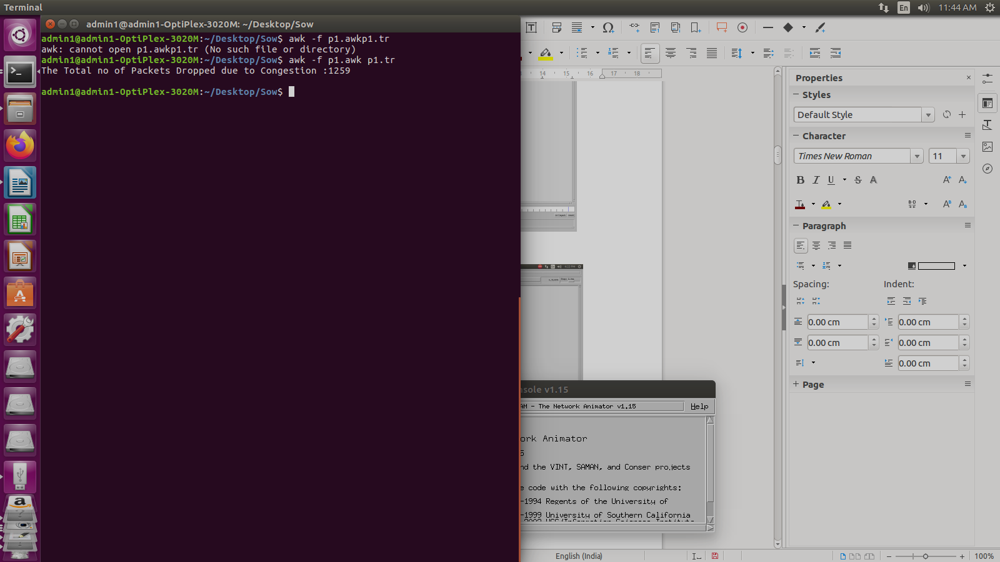 Terminal
En
11:44 AM
admin1@admin1-OptiPlex-3020M: ~/Desktop/Sow
admin1@admin1-OptiPlex-3020M:~/Desktop/Sow$ awk -f p1.awkp1.tr
awk: cannot open p1.awkp1.tr (No such file or directory)
admin1@admin1-OptiPlex-3020M:~/Desktop/Sow$ awk -f p1.awk p1.tr
The Total no of Packets Dropped due to Congestion :1259
admin1@admin1-OptiPlex-3020M:~/Desktop/Sow$
14 15 16 17 18
Properties
Styles
Default Style
Character
Times New Roman
11
Paragraph
Spacing:
Indent:
0.00 cm
0.00 cm
0.00 cm
0.00 cm
0.00 cm
Page
nsole v1.15
AM - The Network Animator v1.15
Help
ork Animator
5
nd the VINT, SAMAN, and Conser projects
e code with the following copyrights:
-1994 Regents of the University of
-1999 University of Southern California
English (India)
100%